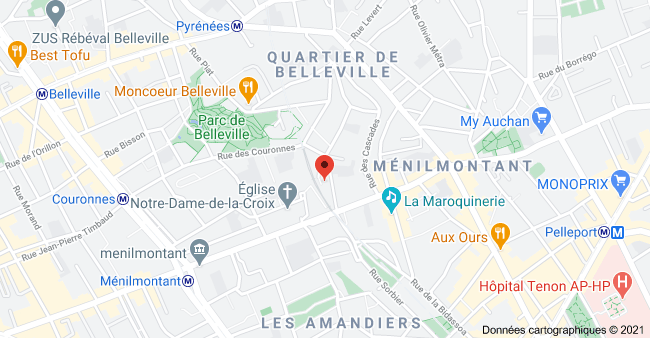 Pyrénées
Rue Levert
Rue Olivier Métra
ZUS Rébéval Belleville
Best Tofu
QUARTIER DE
BELLEVILLE
Rue du Borrégo
Rue Piat
Moncoeur Belleville
Belleville
Parc de
Belleville
My Auchan
Rue de l'Orillon
Rue Bisson
Rue des Couronnes
Rue des Cascades
MÉNILMONTANT
MONOPRIX
Couronnes
Église
Notre-Dame-de-la-Croix
La Maroquinerie
Rue Morand
Rue Jean-Pierre Timbaud
Aux Ours
Pelleport
menilmontant
Ménilmontant
Rue Sorbier
Rue de la Bidassoa
Hôpital Tenon AP-HP
LES AMANDIERS
Données cartographiques © 2021